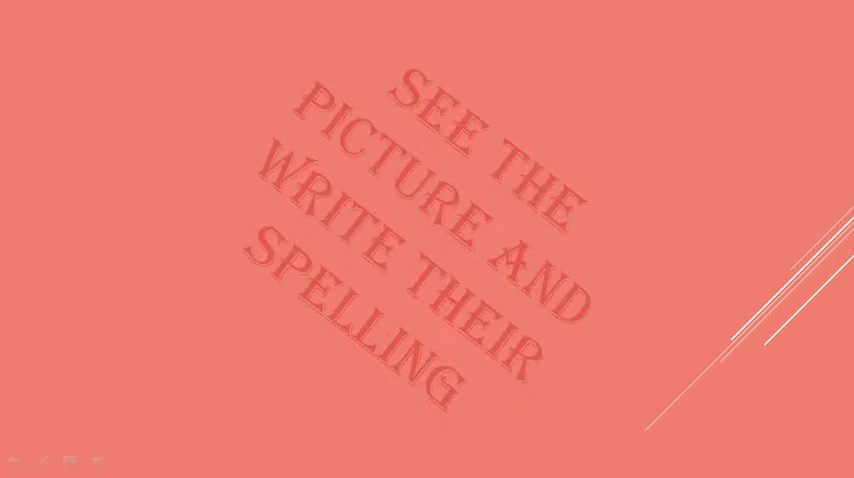 SEE THE
PICTURE AND
WRITE THEIR
SPELLING